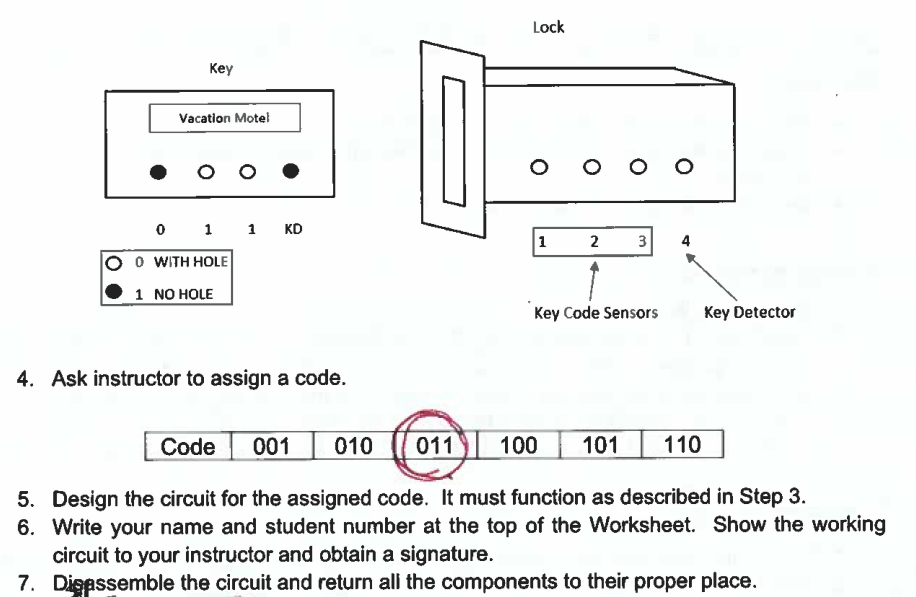 Lock
Key
Vacation Motel
0 1 1 KD
0 WITH HOLE
1 NO HOLE
1 2 3 4
Key Code Sensors Key Detector
4. Ask instructor to assign a code.
Code 001 010 011 100 101 110
5. Design the circuit for the assigned code. It must function as described in Step 3.
6. Write your name and student number at the top of the Worksheet. Show the working
circuit to your instructor and obtain a signature.
7. Disassemble the circuit and return all the components to their proper place.